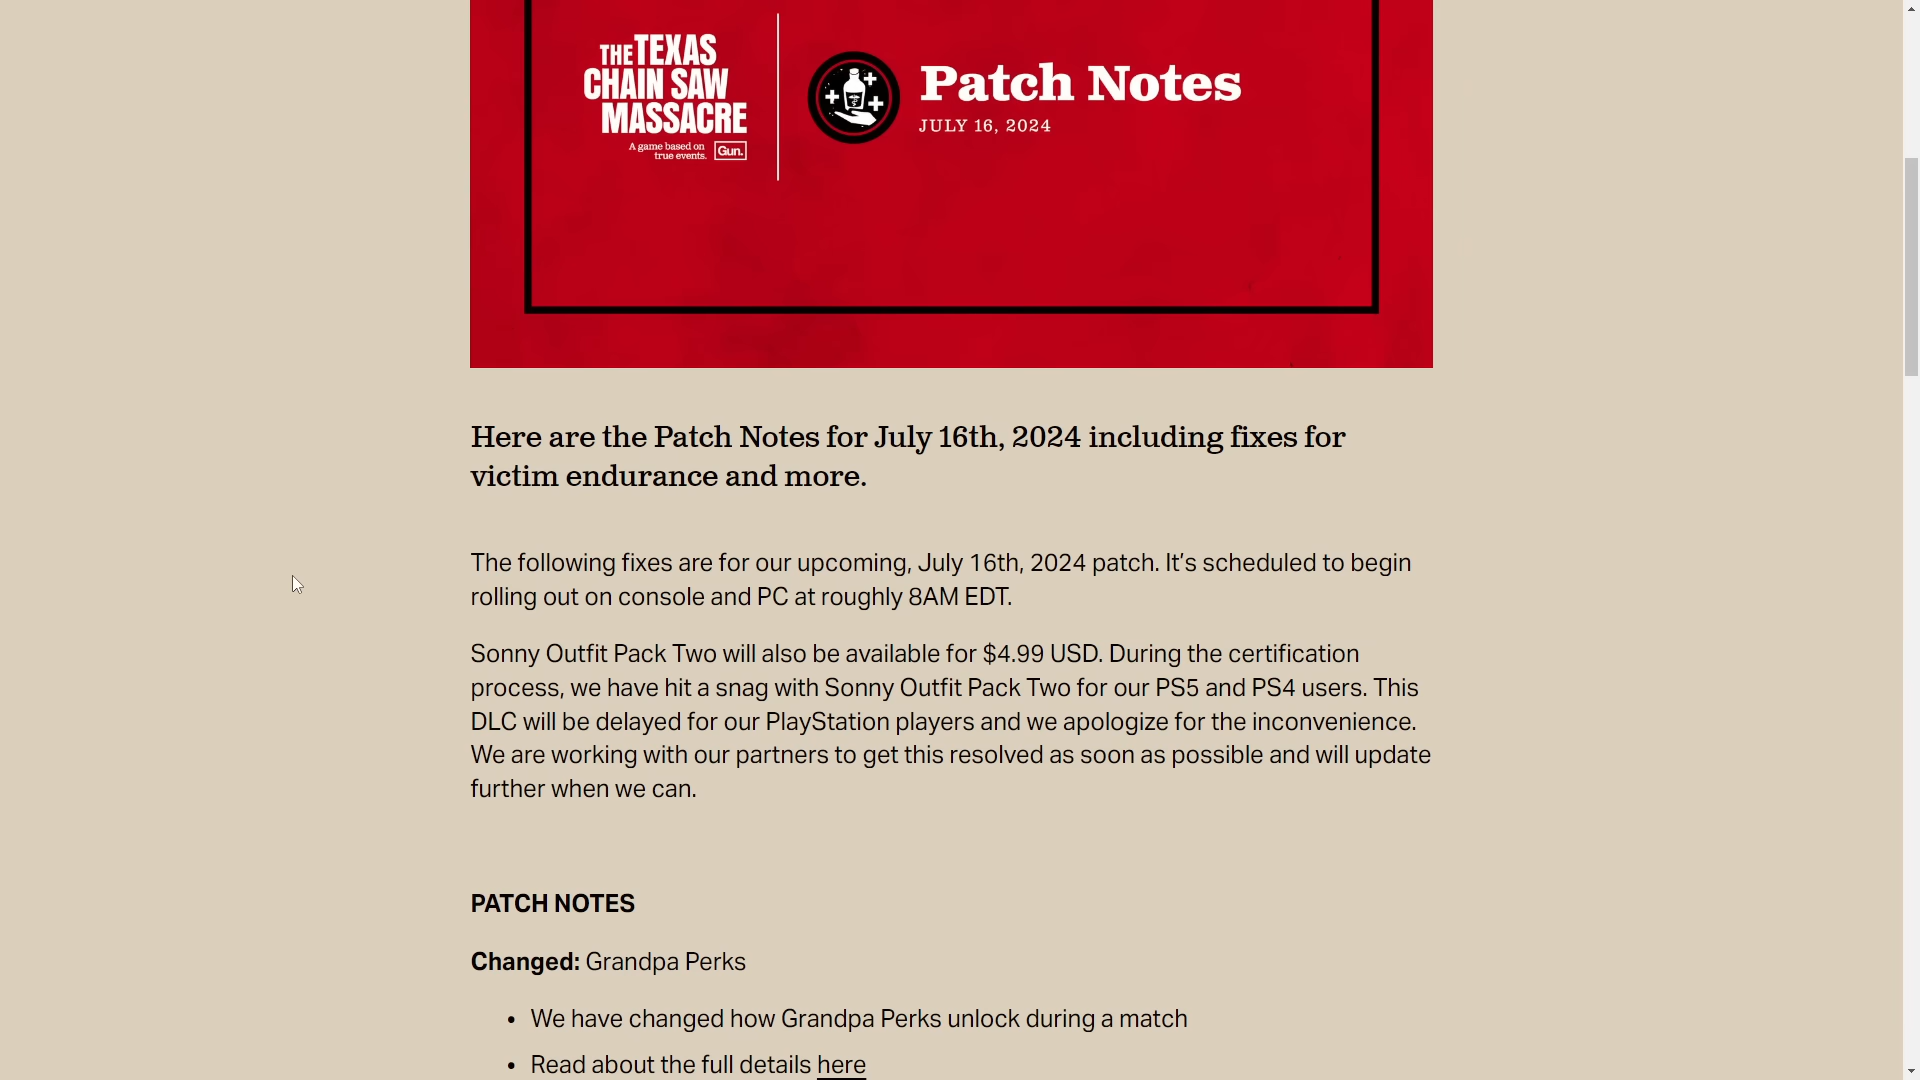 THE TEXAS
CHAIN SAW
MASSACRE
A game based on
true events.
Gun.
Patch Notes
JULY 16, 2024
Here are the Patch Notes for July 16th, 2024 including fixes for
victim endurance and more.
The following fixes are for our upcoming, July 16th, 2024 patch. It’s scheduled to begin
rolling out on console and PC at roughly 8AM EDT.
Sonny Outfit Pack Two will also be available for $4.99 USD. During the certification
process, we have hit a snag with Sonny Outfit Pack Two for our PS5 and PS4 users. This
DLC will be delayed for our PlayStation players and we apologize for the inconvenience.
We are working with our partners to get this resolved as soon as possible and will update
further when we can.
PATCH NOTES
Changed: Grandpa Perks
• We have changed how Grandpa Perks unlock during a match
• Read about the full details here